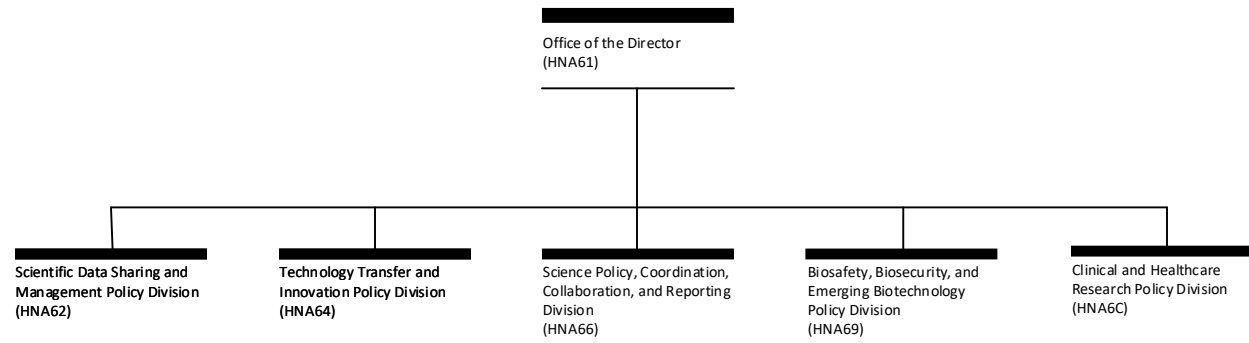 Office of the Director
(HNA61)
Scientific Data Sharing and
Management Policy Division
(HNA62)
Technology Transfer and
Innovation Policy Division
(HNA64)
Science Policy, Coordination,
Collaboration, and Reporting
Division
(HNA66)
Biosafety, Biosecurity, and
Emerging Biotechnology
Policy Division
(HNA69)
Clinical and Healthcare
Research Policy Division
(HNA6C)